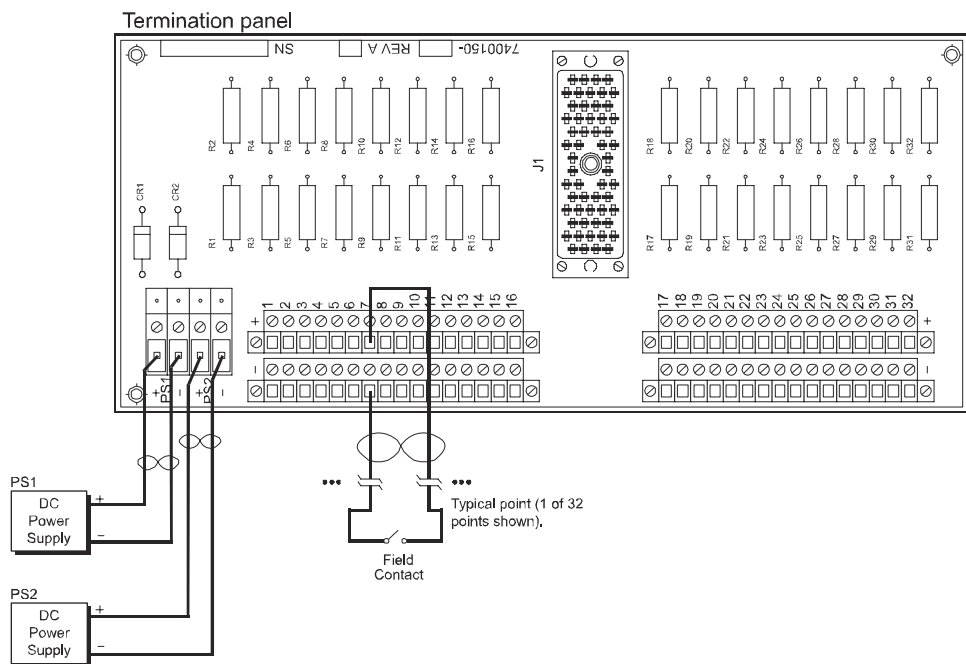 Termination panel
SN
REV A
7400150-
R2 R4 R6 R8 R10 R12 R14 R16
J1
R18 R20 R22 R24 R26 R28 R30 R32
CR1 CR2
R1 R3 R5 R7 R9 R11 R13 R15
R17 R19 R21 R23 R25 R27 R29 R31
1 2 3 4 5 6 7 8 9 10 11 12 13 14 15 16
17 18 19 20 21 22 23 24 25 26 27 28 29 30 31 32
+ +
- -
+ - + -
PS1 PS2
PS1
DC
Power
Supply
+
-
Typical point (1 of 32
points shown).
Field
Contact
PS2
DC
Power
Supply
+
-